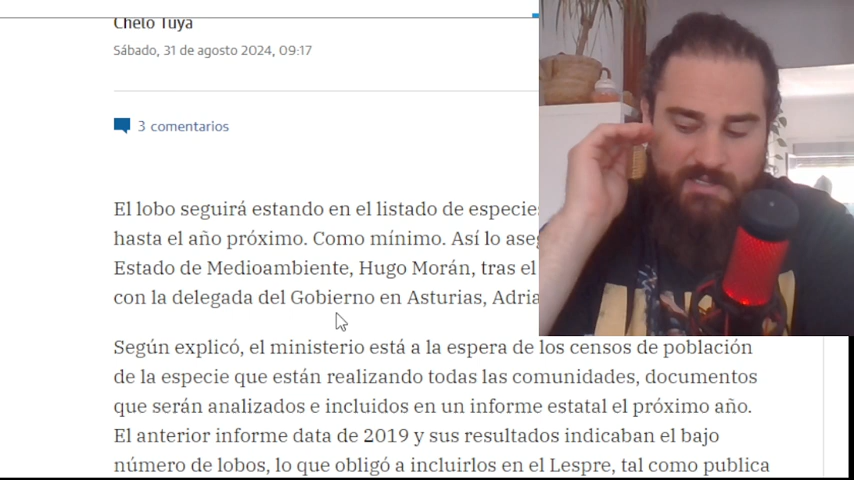 Chelo Tuya
Sábado, 31 de agosto 2024, 09:17
3 comentarios
El lobo seguirá estando en el listado de especies
hasta el año próximo. Como mínimo. Así lo
Estado de Medioambiente, Hugo Morán, tras el
con la delegada del Gobierno en Asturias,
Según explicó, el ministerio está a la espera de los censos de población
de la especie que están realizando todas las comunidades, documentos
que serán analizados e incluidos en un informe estatal el próximo año.
El anterior informe data de 2019 y sus resultados indicaban el bajo
número de lobos, lo que obligó a incluirlos en el Lespre, tal como publica